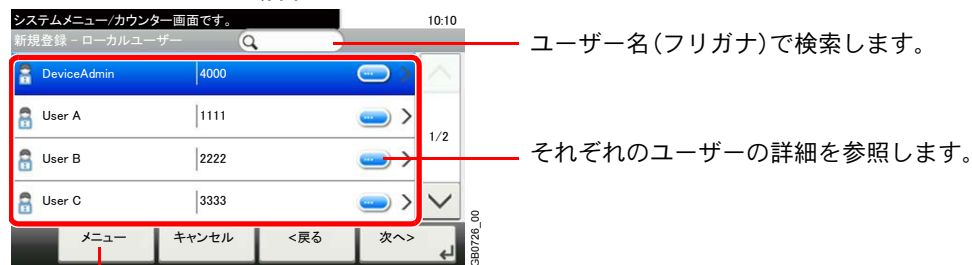 システムメニュー/カウンター画面です。
10:10
新規登録 - ローカルユーザー
ユーザー名(フリガナ)で検索します。
DeviceAdmin 4000
User A 1111
1/2
User B 2222
それぞれのユーザーの詳細を参照します。
User C 3333
メニュー キャンセル <戻る 次へ>
GB0726_00